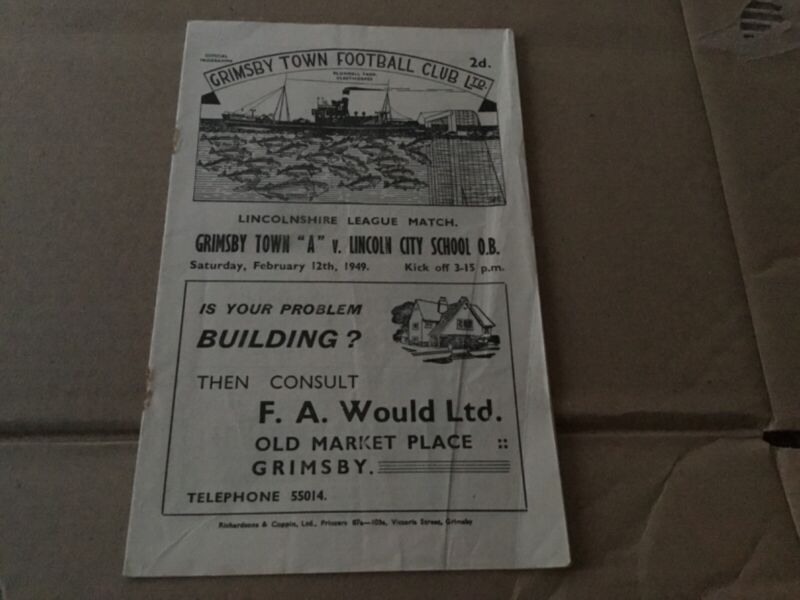 OFFICIAL
PROGRAMME
2d.
GRIMSBY TOWN FOOTBALL CLUB LTD.
BLUNDELL PARK,
CLEETHORPES
LINCOLNSHIRE LEAGUE MATCH.
GRIMSBY TOWN "A" v. LINCOLN CITY SCHOOL O.B.
Saturday, February 12th, 1949. Kick off 3-15 p.m.
IS YOUR PROBLEM
BUILDING?
THEN CONSULT
F. A. Would Ltd.
OLD MARKET PLACE ::
GRIMSBY.
TELEPHONE 55014.
Richardsons & Coppin, Ltd., Printers 87a—103a, Victoria Street, Grimsby